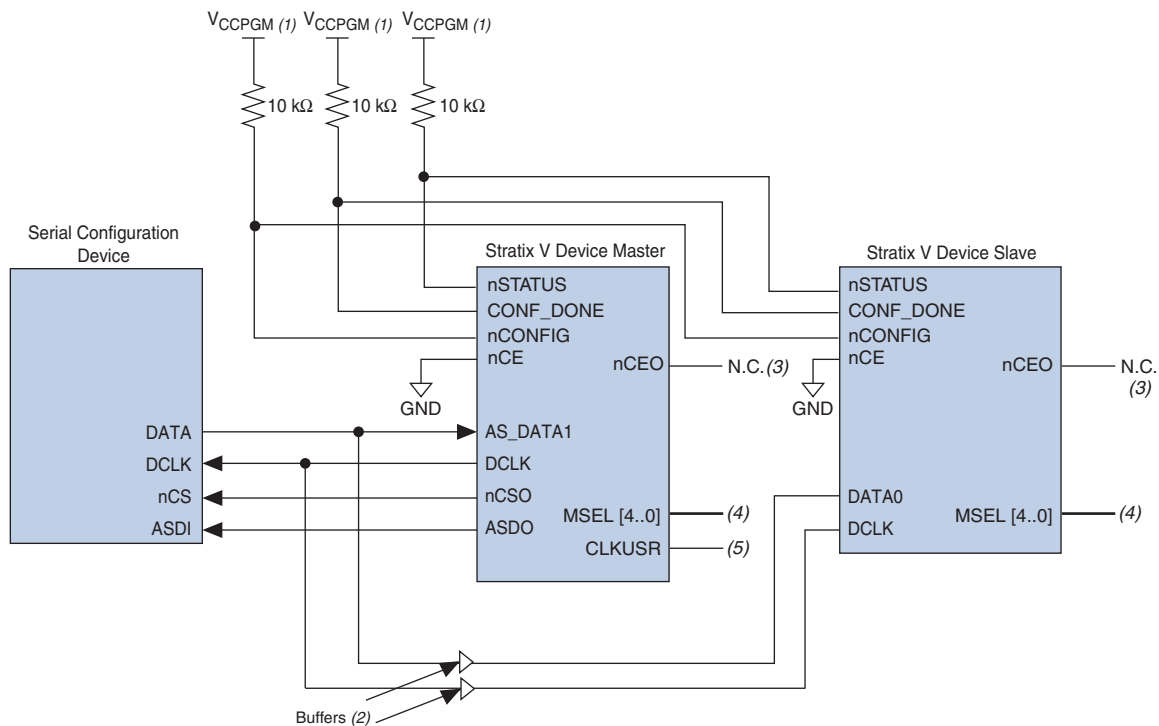 VCCPGM (1) VCCPGM (1) VCCPGM (1)
10 kΩ 10 kΩ 10 kΩ
Serial Configuration
Device
DATA
DCLK
nCS
ASDI
Stratix V Device Master
nSTATUS
CONF_DONE
nCONFIG
nCE
GND
nCEO
N.C. (3)
AS_DATA1
DCLK
nCSO
ASDO
MSEL [4..0]
(4)
CLKUSR
(5)
Stratix V Device Slave
nSTATUS
CONF_DONE
nCONFIG
nCE
GND
nCEO
N.C.
(3)
DATA0
DCLK
MSEL [4..0]
(4)
Buffers (2)